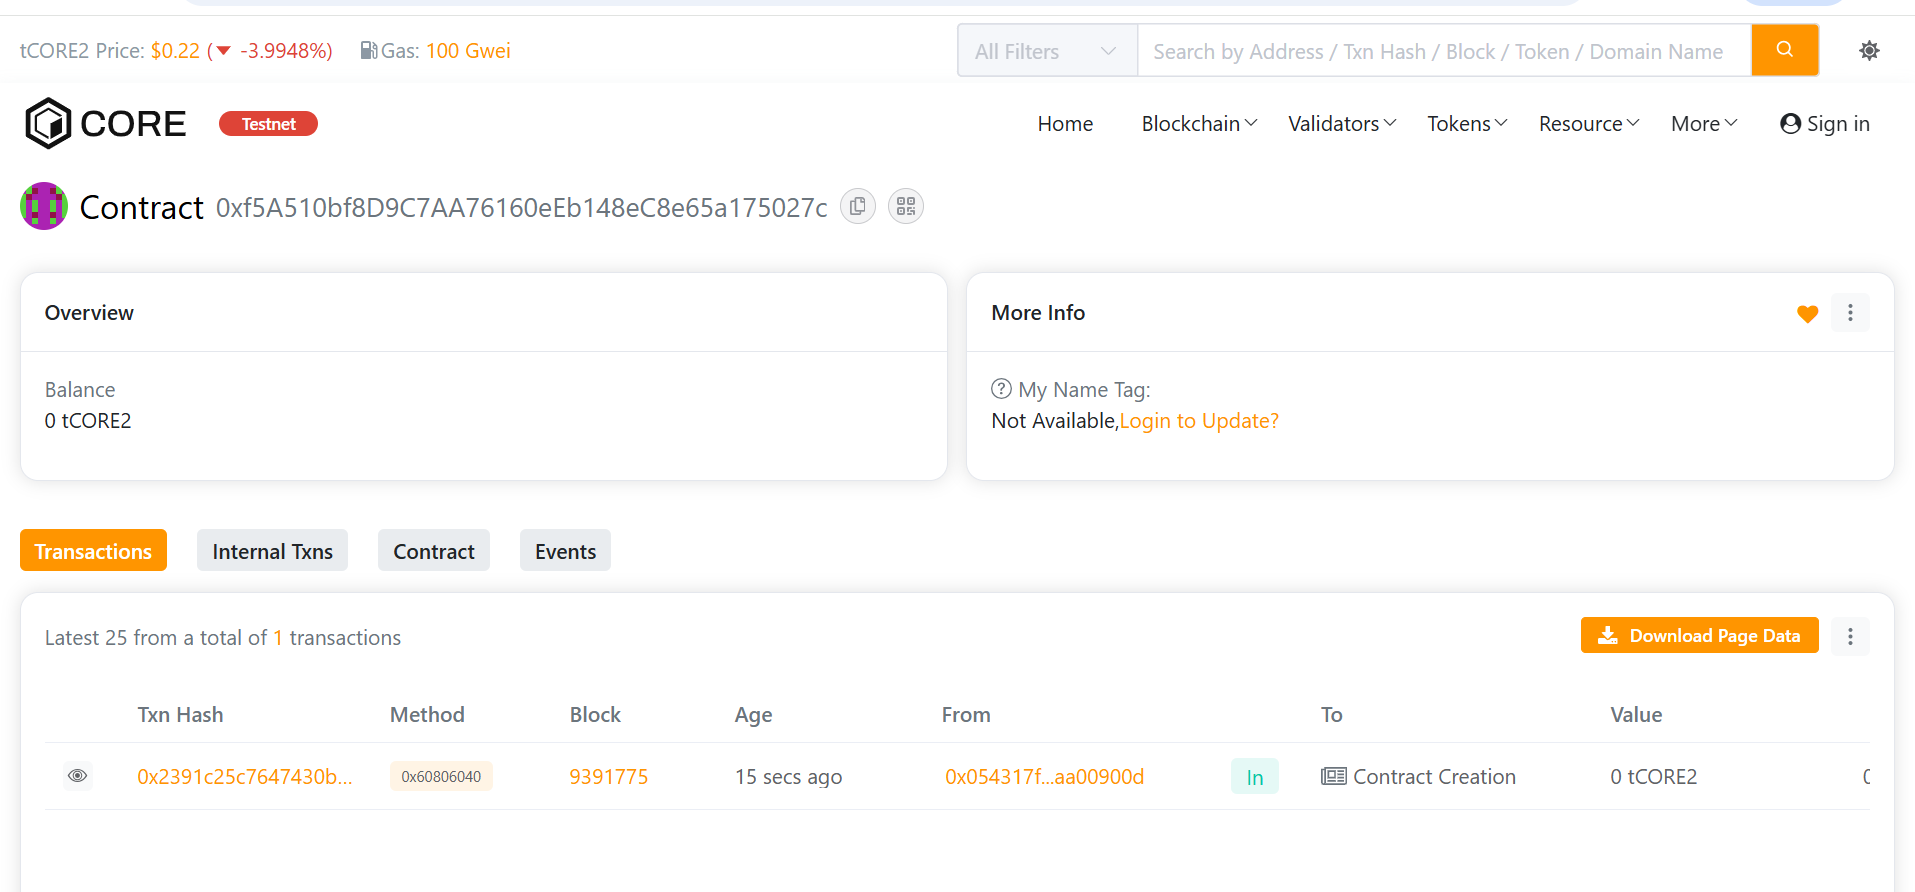 tCORE2 Price: $0.22 ( -3.9948%) Gas: 100 Gwei
All Filters Search by Address / Txn Hash / Block / Token / Domain Name
CORE Testnet Home Blockchain Validators Tokens Resource More Sign in
Contract 0xf5A510bf8D9C7AA76160eEb148eC8e65a175027c
Overview
Balance
0 tCORE2
More Info
My Name Tag:
Not Available,Login to Update?
Transactions Internal Txns Contract Events
Latest 25 from a total of 1 transactions Download Page Data
Txn Hash Method Block Age From To Value
0x2391c25c7647430b... 0x60806040 9391775 15 secs ago 0x054317f...aa00900d In Contract Creation 0 tCORE2